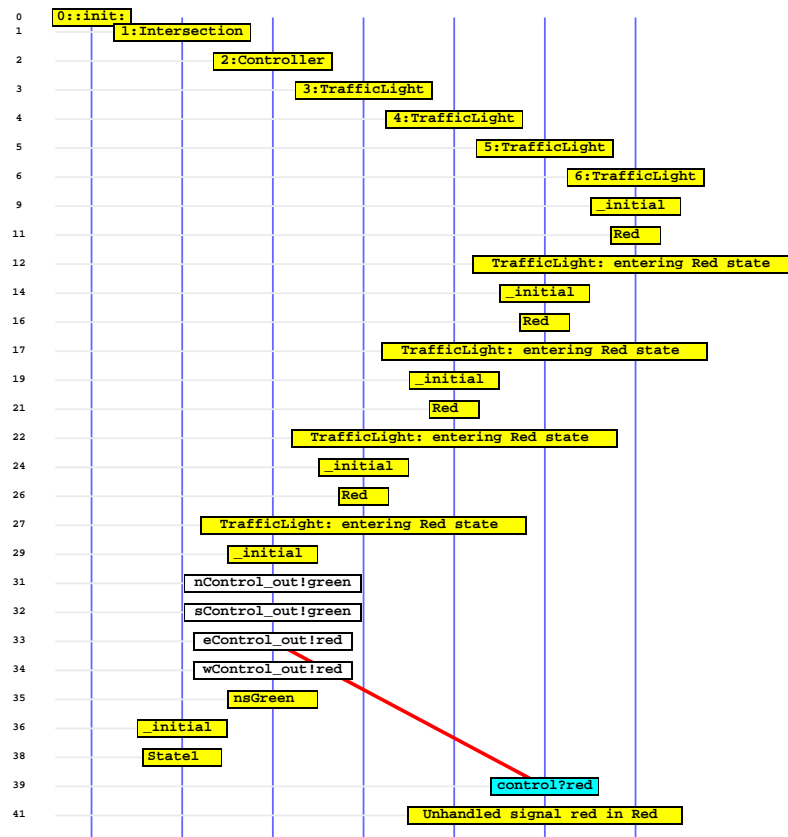 0 0::init:
1 1:Intersection
2 2:Controller
3 3:TrafficLight
4 4:TrafficLight
5 5:TrafficLight
6 6:TrafficLight
9 _initial
11 Red
12 TrafficLight: entering Red state
14 _initial
16 Red
17 TrafficLight: entering Red state
19 _initial
21 Red
22 TrafficLight: entering Red state
24 _initial
26 Red
27 TrafficLight: entering Red state
29 _initial
31 nControl_out!green
32 sControl_out!green
33 eControl_out!red
34 wControl_out!red
35 nsGreen
36 _initial
38 State1
39 control?red
41 Unhandled signal red in Red